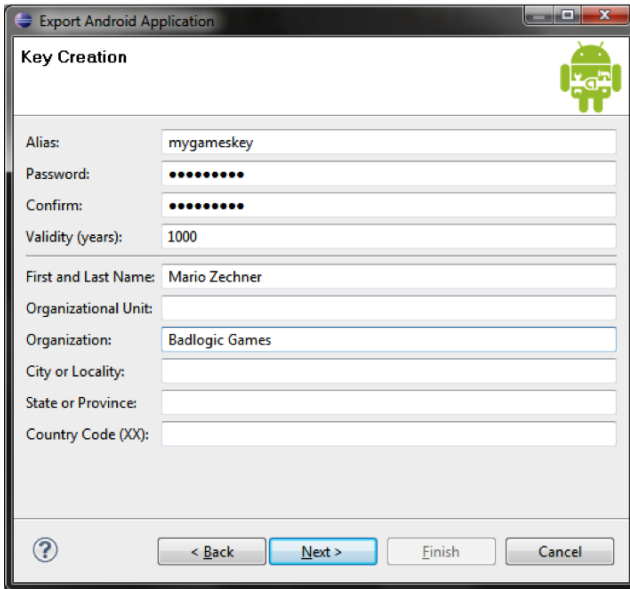 Export Android Application
Key Creation
Alias: mygameskey
Password: •••••••••
Confirm: •••••••••
Validity (years): 1000
First and Last Name: Mario Zechner
Organizational Unit:
Organization: Badlogic Games
City or Locality:
State or Province:
Country Code (XX):
? < Back Next > Finish Cancel